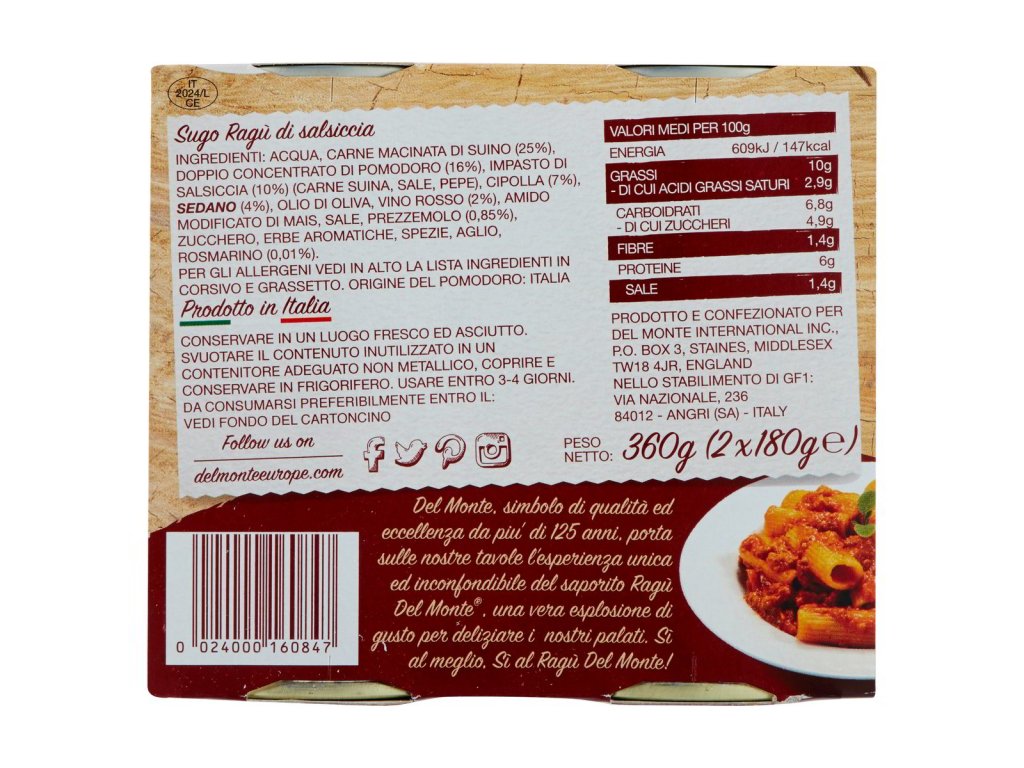 IT
2024/L
CE
Sugo Ragù di salsiccia
INGREDIENTI: ACQUA, CARNE MACINATA DI SUINO (25%),
DOPPIO CONCENTRATO DI POMODORO (16%), IMPASTO DI
SALSICCIA (10%) (CARNE SUINA, SALE, PEPE), CIPOLLA (7%),
SEDANO (4%), OLIO DI OLIVA, VINO ROSSO (2%), AMIDO
MODIFICATO DI MAIS, SALE, PREZZEMOLO (0,85%),
ZUCCHERO, ERBE AROMATICHE, SPEZIE, AGLIO,
ROSMARINO (0,01%).
PER GLI ALLERGENI VEDI IN ALTO LA LISTA INGREDIENTI IN
CORSIVO E GRASSETTO. ORIGINE DEL POMODORO: ITALIA
Prodotto in Italia
CONSERVARE IN UN LUOGO FRESCO ED ASCIUTTO.
SVUOTARE IL CONTENUTO INUTILIZZATO IN UN
CONTENITORE ADEGUATO NON METALLICO, COPRIRE E
CONSERVARE IN FRIGORIFERO. USARE ENTRO 3-4 GIORNI.
DA CONSUMARSI PREFERIBILMENTE ENTRO IL:
VEDI FONDO DEL CARTONCINO
Follow us on
delmonteeurope.com
VALORI MEDI PER 100g
ENERGIA 609kJ / 147kcal
GRASSI 10g
- DI CUI ACIDI GRASSI SATURI 2,9g
CARBOIDRATI 6,8g
- DI CUI ZUCCHERI 4,9g
FIBRE 1,4g
PROTEINE 6g
SALE 1,4g
PRODOTTO E CONFEZIONATO PER
DEL MONTE INTERNATIONAL INC.,
P.O. BOX 3, STAINES, MIDDLESEX
TW18 4JR, ENGLAND
NELLO STABILIMENTO DI GF1:
VIA NAZIONALE, 236
84012 - ANGRI (SA) - ITALY
PESO NETTO: 360g (2x180g℮)
Del Monte, simbolo di qualità ed
eccellenza da piu' di 125 anni, porta
sulle nostre tavole l'esperienza unica
ed inconfondibile del saporito Ragù
Del Monte®, una vera esplosione di
gusto per deliziare i nostri palati. Sì
al meglio, Sì al Ragù Del Monte!
0 024000 160847